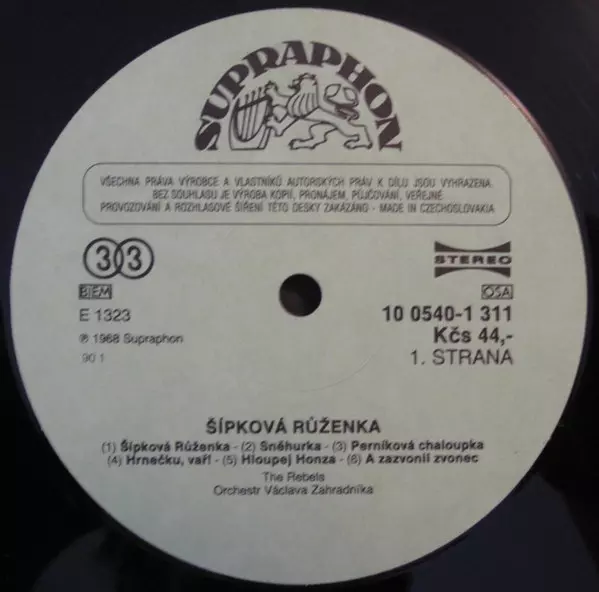 SUPRAPHON
VŠECHNA PRÁVA VÝROBCE A VLASTNÍKŮ AUTORSKÝCH PRÁV K DÍLU JSOU VYHRAZENA.
BEZ SOUHLASU JE VÝROBA KOPIÍ, PRONÁJEM, PŮJČOVÁNÍ, VEŘEJNÉ
PROVOZOVÁNÍ A ROZHLASOVÉ ŠÍŘENÍ TÉTO DESKY ZAKÁZÁNO - MADE IN CZECHOSLOVAKIA
33 STEREO
BIEM OSA
E 1323 10 0540-1 311
℗ 1968 Supraphon Kčs 44,-
90 1 1. STRANA
ŠÍPKOVÁ RŮŽENKA
(1) Šípková Růženka - (2) Sněhurka - (3) Perníková chaloupka
(4) Hrnečku, vař! - (5) Hloupej Honza - (6) A zazvonil zvonec
The Rebels
Orchestr Václava Zahradníka